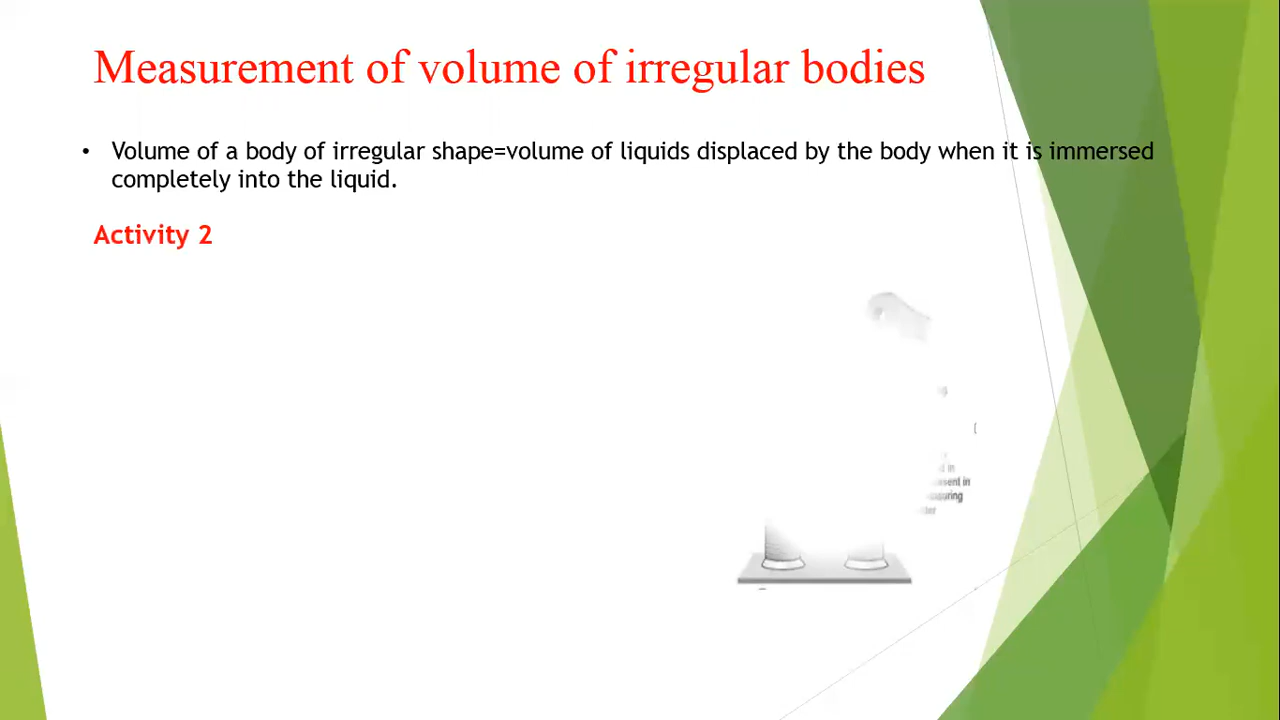 Measurement of volume of irregular bodies
• Volume of a body of irregular shape=volume of liquids displaced by the body when it is immersed
completely into the liquid.
Activity 2